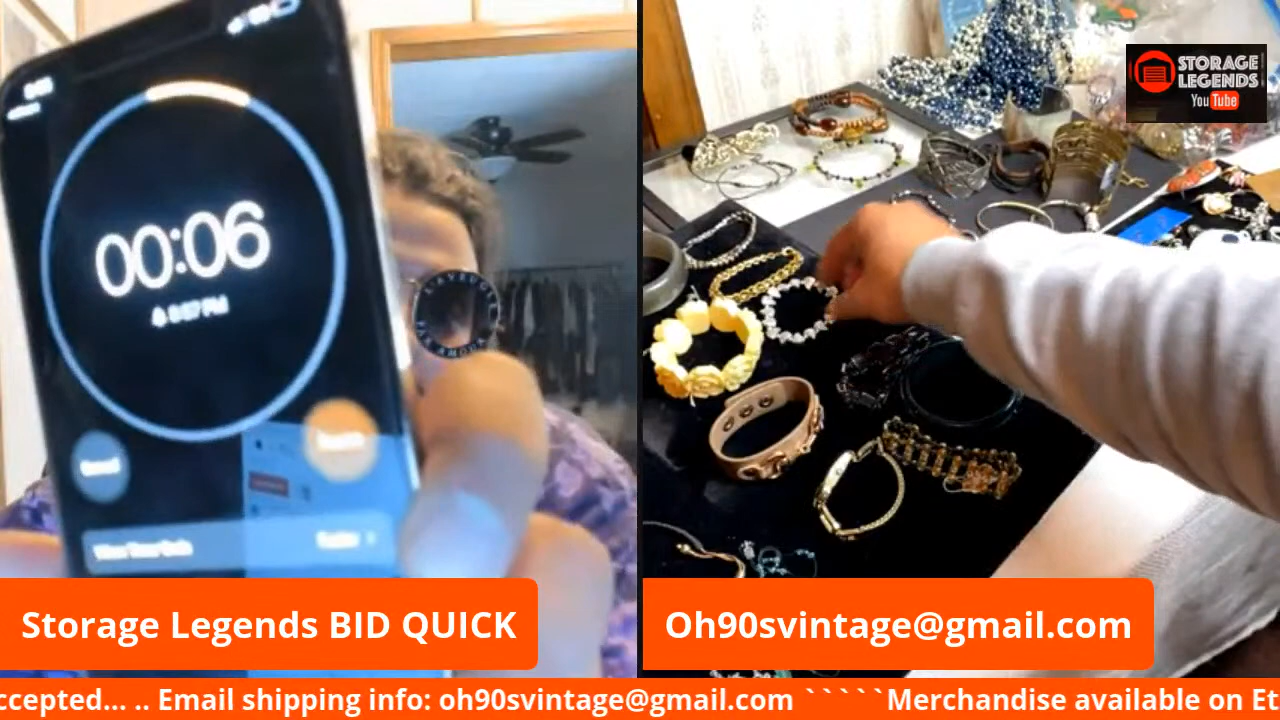 00:06
STORAGE
LEGENDS
YouTube
Storage Legends BID QUICK
Oh90svintage@gmail.com
ccepted... .. Email shipping info: oh90svintage@gmail.com `````Merchandise available on Et